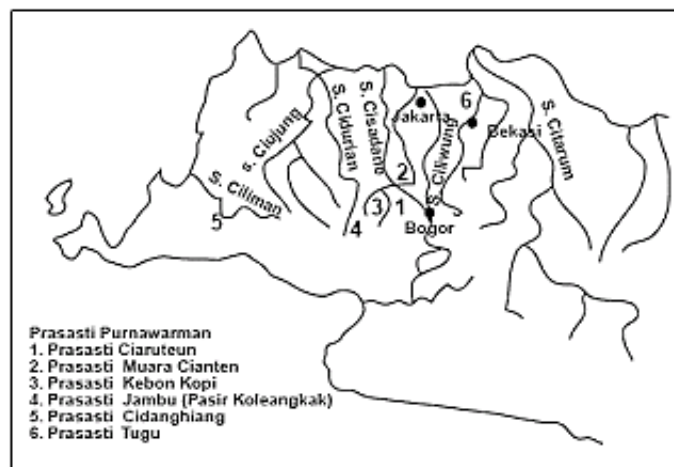 S. Ciujung
S. Cidurian
S. Cisadane
Jakarta
6
S. Ciliwung
Bekasi
S. Citarum
S. Ciliman
5
2
3
1
4
Bogor
Prasasti Purnawarman
1. Prasasti Ciaruteun
2. Prasasti Muara Cianten
3. Prasasti Kebon Kopi
4. Prasasti Jambu (Pasir Koleangkak)
5. Prasasti Cidanghiang
6. Prasasti Tugu